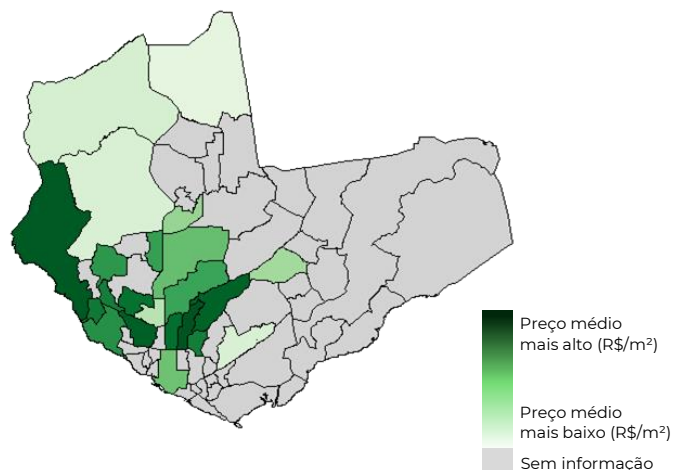 Preço médio
mais alto (R$/m²)
Preço médio
mais baixo (R$/m²)
Sem informação